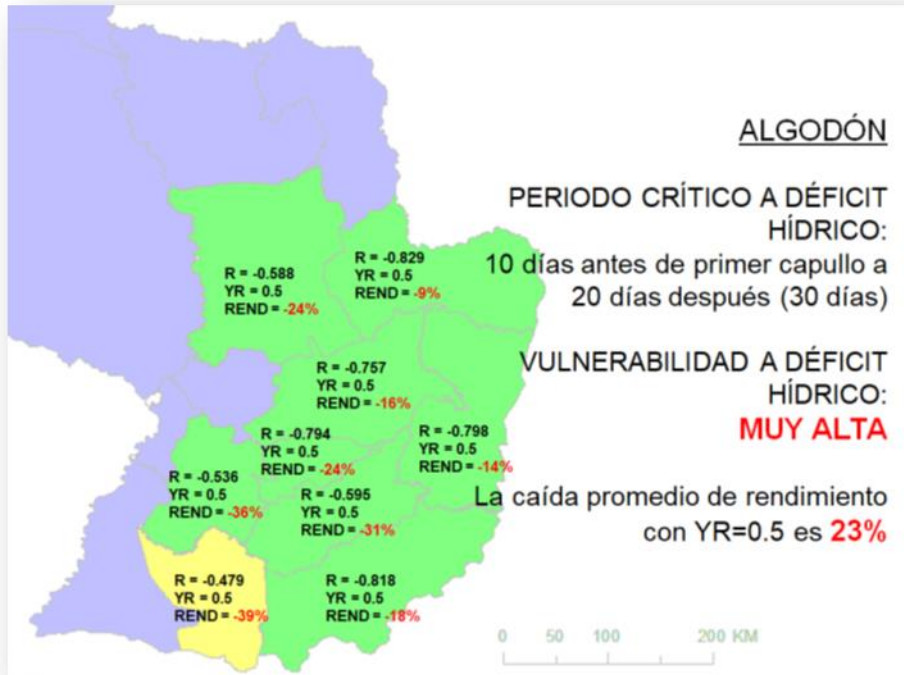 ALGODÓN
PERIODO CRÍTICO A DÉFICIT
HÍDRICO:
10 días antes de primer capullo a
20 días después (30 días)
VULNERABILIDAD A DÉFICIT
HÍDRICO:
MUY ALTA
La caída promedio de rendimiento
con YR=0.5 es 23%
R = -0.588
YR = 0.5
REND = -24%
R = -0.829
YR = 0.5
REND = -9%
R = -0.757
YR = 0.5
REND = -16%
R = -0.794
YR = 0.5
REND = -24%
R = -0.798
YR = 0.5
REND = -14%
R = -0.536
YR = 0.5
REND = -36%
R = -0.595
YR = 0.5
REND = -31%
R = -0.479
YR = 0.5
REND = -39%
R = -0.818
YR = 0.5
REND = -18%
0 50 100 200 KM